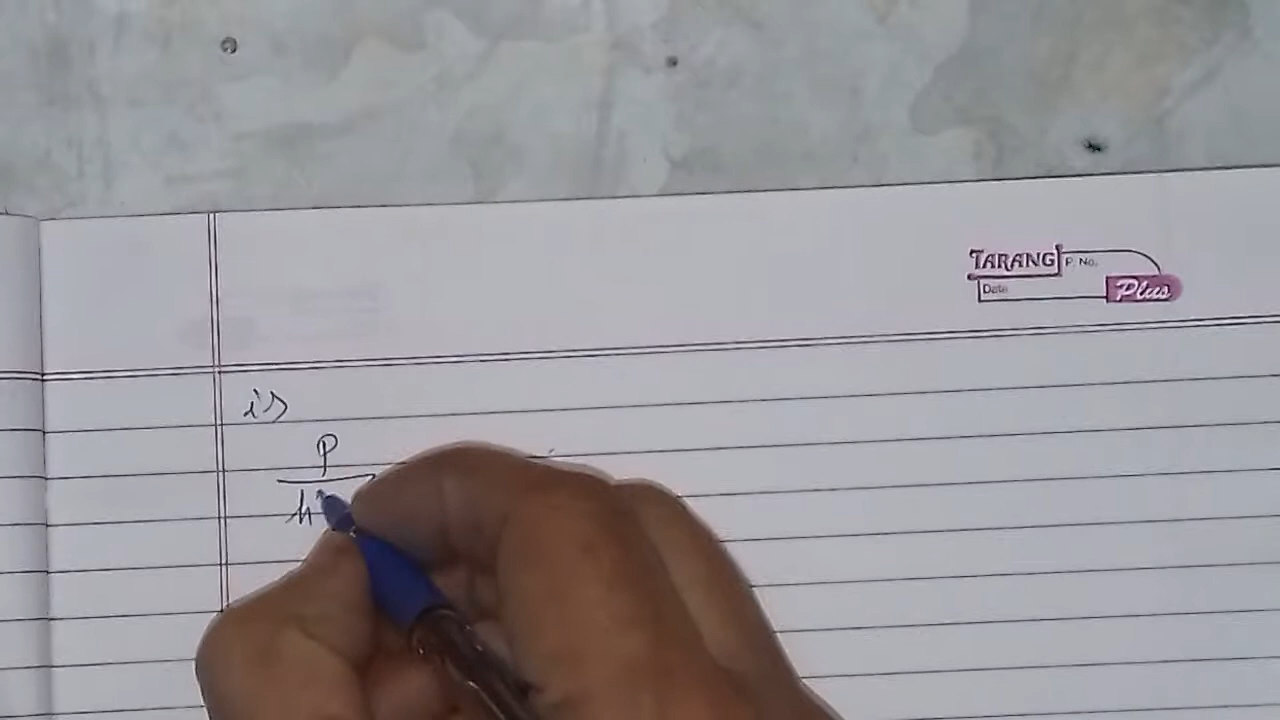 TARANG P. No.
Date Plus
i)
P
h